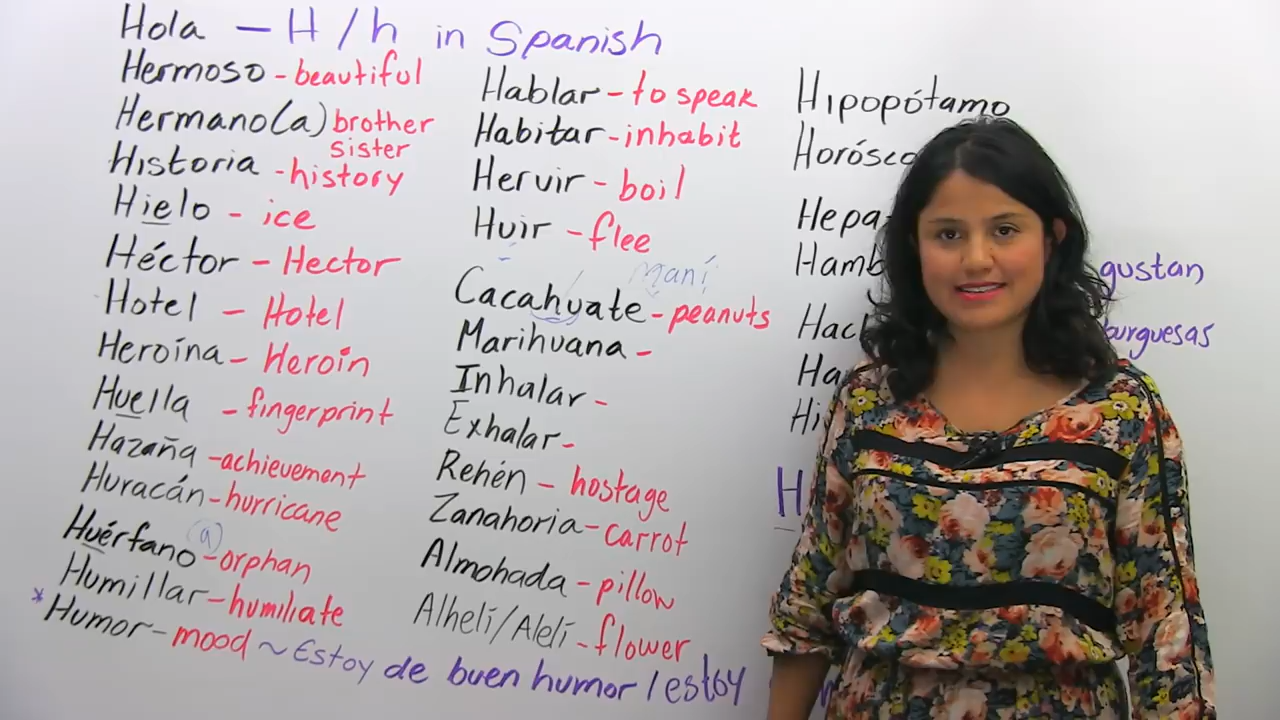 Hola – H / h in Spanish
Hermoso - beautiful
Hermano(a) brother
sister
Historia - history
Hielo - ice
Héctor - Hector
Hotel - Hotel
Heroína - Heroin
Huella - fingerprint
Hazaña - achievement
Huracán - hurricane
Huérfano (a) - orphan
Humillar - humiliate
* Humor - mood ~ Estoy de buen humor / estoy
Hablar - to speak
Habitar - inhabit
Hervir - boil
Huir - flee
maní
Cacahuate - peanuts
Marihuana -
Inhalar -
Exhalar -
Rehén - hostage
Zanahoria - carrot
Almohada - pillow
Alhelí / Alelí - flower
Hipopótamo
gustan